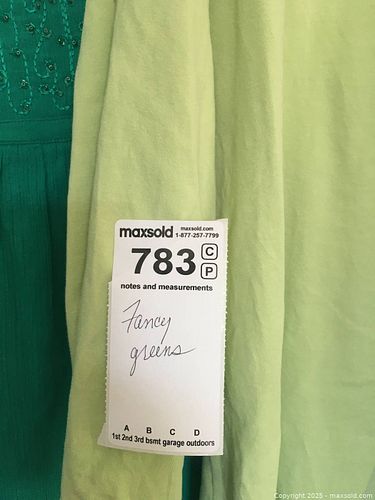 maxsold maxsold.com
1-877-257-7799
783 C
P
notes and measurements
Fancy
greens
A B C D
1st 2nd 3rd bsmt garage outdoors
Copyright 2025 - maxsold.com